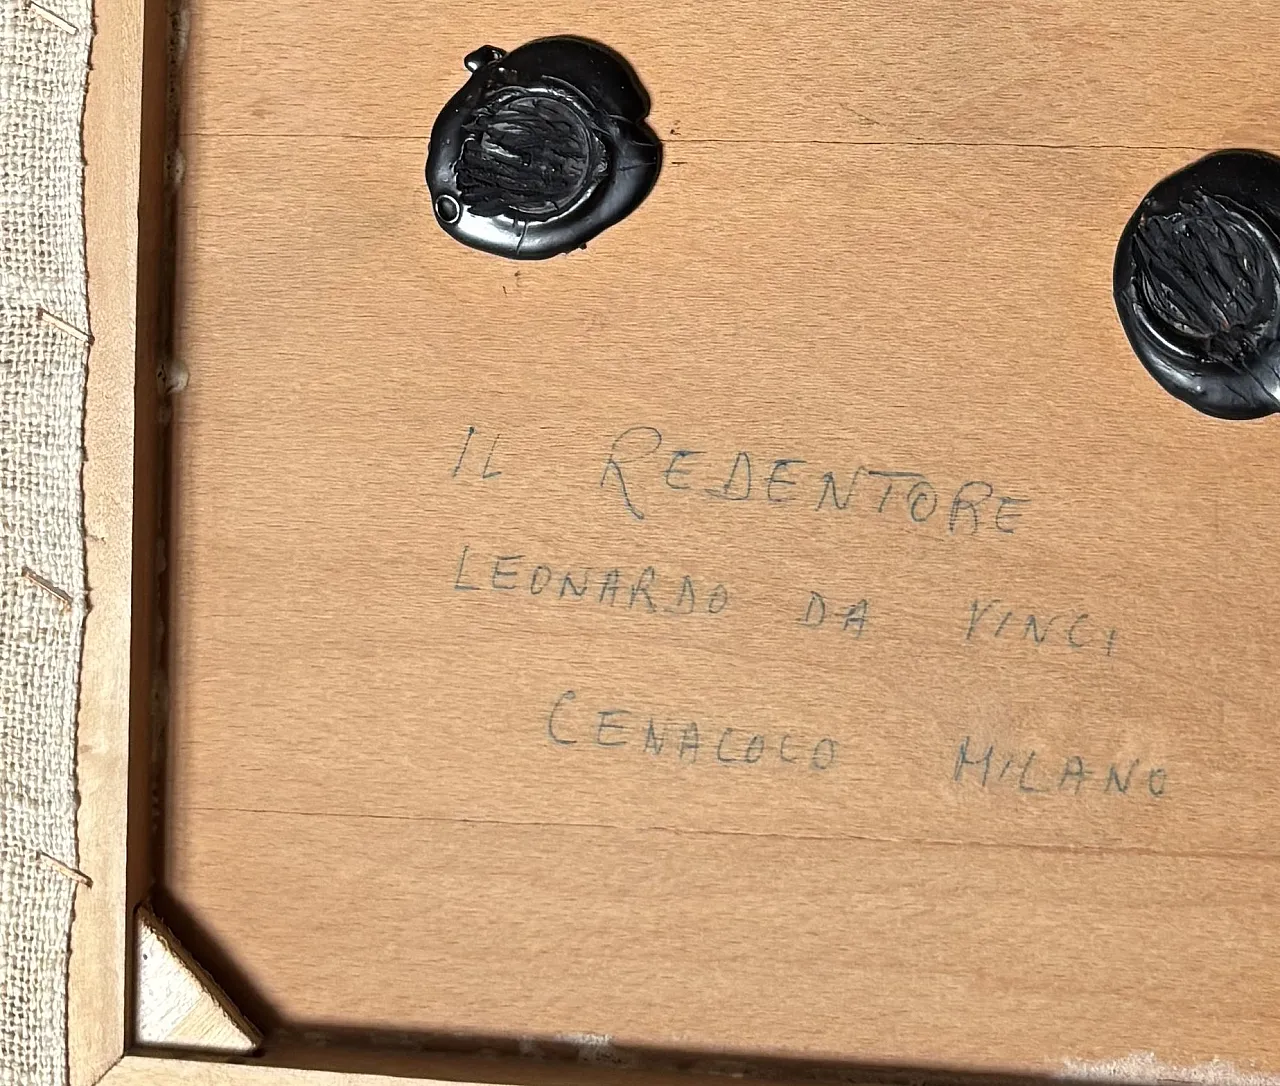 IL REDENTORE
LEONARDO DA VINCI
CENACOLO MILANO